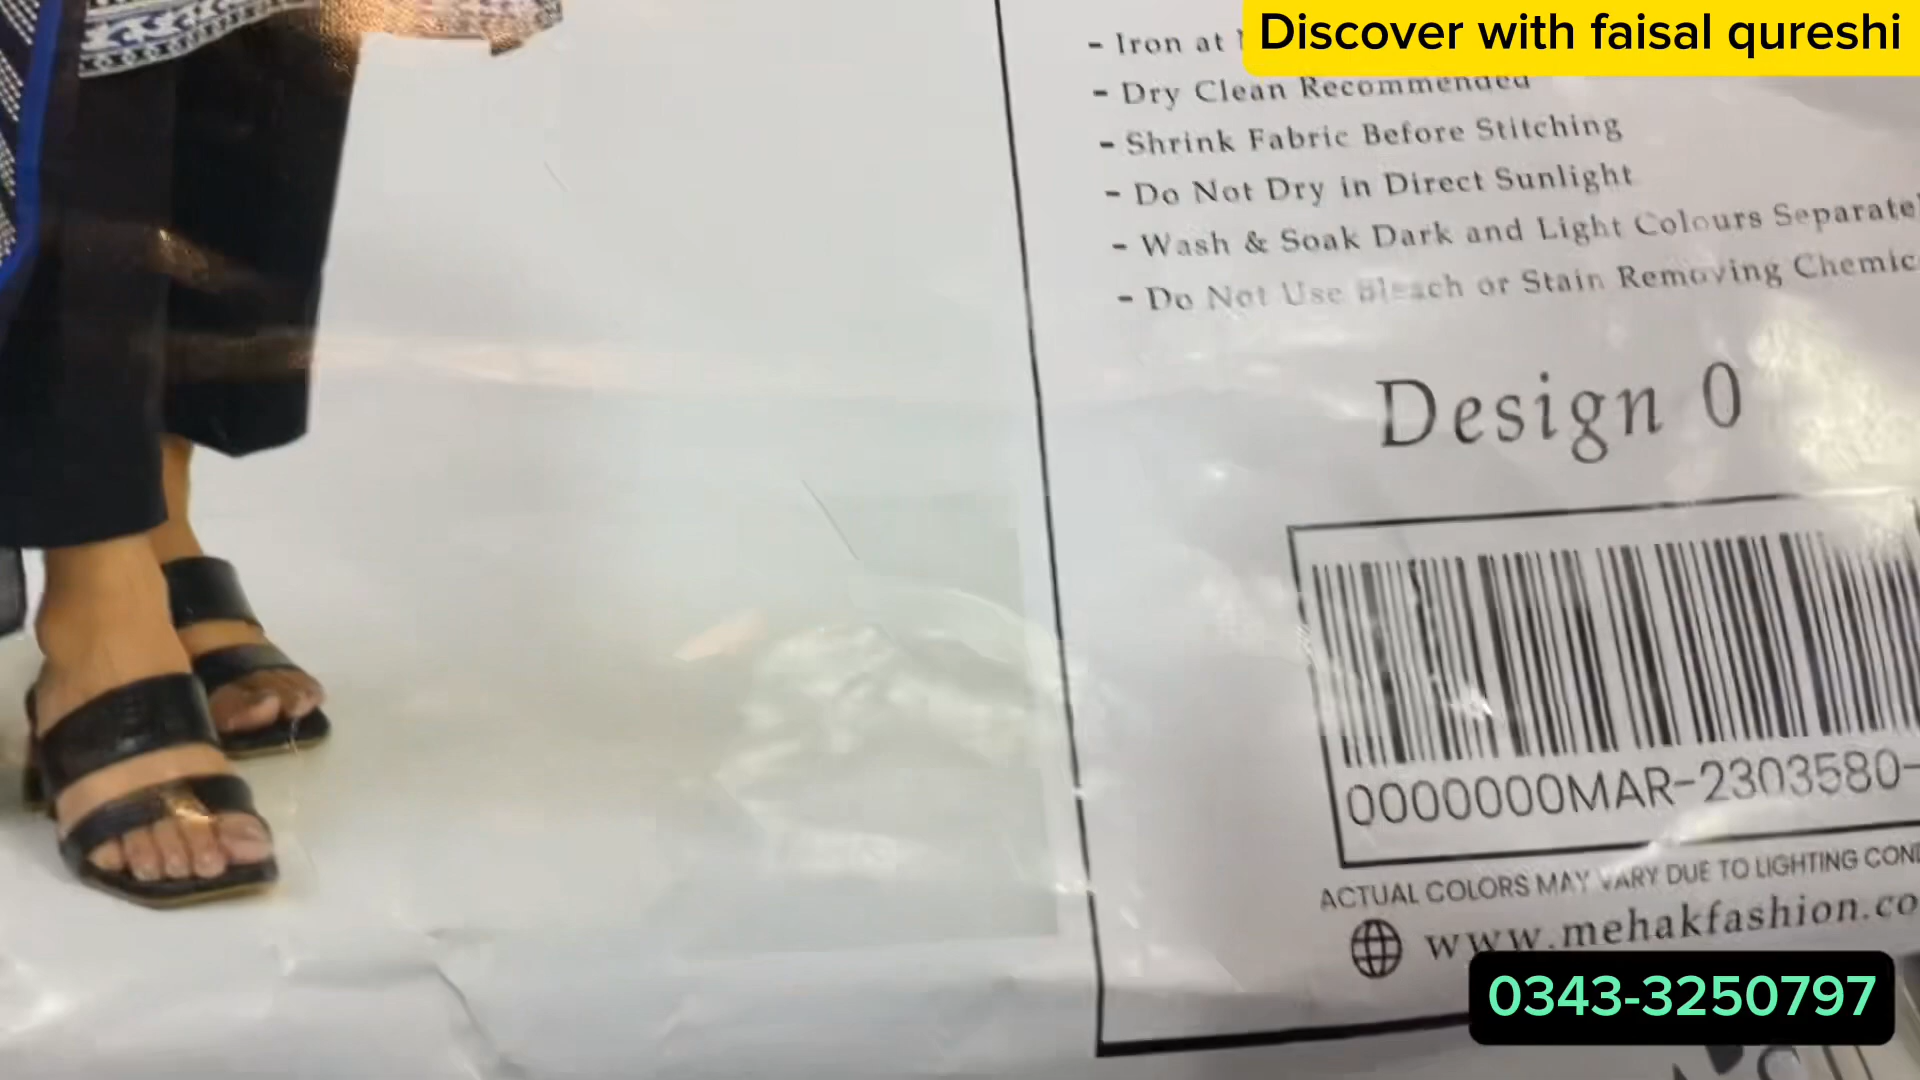 Discover with faisal qureshi
- Iron at
- Dry Clean Recommended
- Shrink Fabric Before Stitching
- Do Not Dry in Direct Sunlight
- Wash & Soak Dark and Light Colours Separatel
- Do Not Use Bleach or Stain Removing Chemic
Design 0
0000000MAR-2303580-
ACTUAL COLORS MAY VARY DUE TO LIGHTING COND
www.mehakfashion.co
0343-3250797